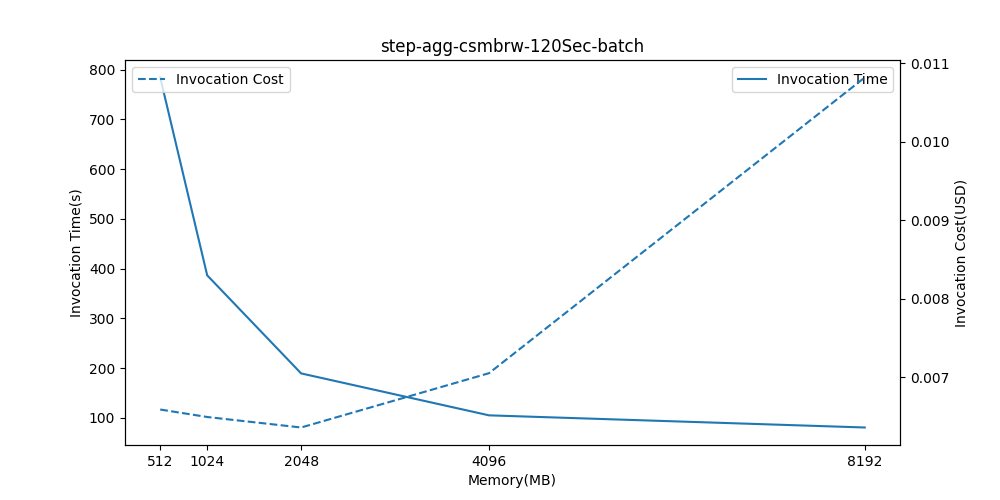 step-agg-csmbrw-120Sec-batch
Invocation Cost
Invocation Time
800
700
600
500
400
300
200
100
Invocation Time(s)
0.011
0.010
0.009
0.008
0.007
Invocation Cost(USD)
512 1024 2048 4096 8192
Memory(MB)